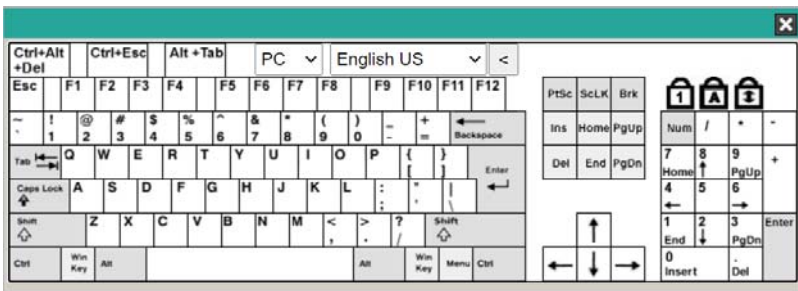 Ctrl+Alt +Del Ctrl+Esc Alt +Tab PC English US <
Esc F1 F2 F3 F4 F5 F6 F7 F8 F9 F10 F11 F12
PtSc ScLK Brk
1 A
~ ` ! 1 @ 2 # 3 $ 4 % 5 ^ 6 & 7 * 8 ( 9 ) 0 _ - + = Backspace
Ins Home PgUp
Num / * -
Tab Q W E R T Y U I O P { [ } ] Enter
Del End PgDn
7 Home 8 ↑ 9 PgUp +
Caps Lock A S D F G H J K L : ; " ' | \
4 ← 5 6 →
Shift Z X C V B N M < , > . ? / Shift
↑
1 End 2 ↓ 3 PgDn Enter
Ctrl Win Key Alt Alt Win Key Menu Ctrl
← ↓ →
0 Insert . Del